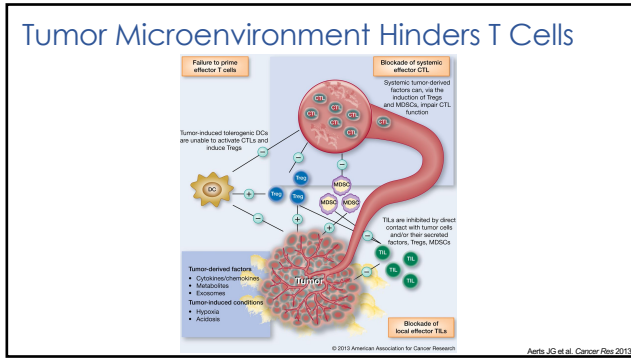 Tumor Microenvironment Hinders T Cells
Failure to prime
effector T cells
Blockade of systemic
effector CTL
Systemic tumor-derived
factors can, via the
induction of Tregs
and MDSCs, impair CTL
function
CTL
CTL
CTL
CTL
CTL
CTL
CTL
CTL
Tumor-induced tolerogenic DCs
are unable to activate CTLs and
induce Tregs
DC
Treg
Treg
Treg
MDSC
MDSC
MDSC
TILs are inhibited by direct
contact with tumor cells
and/or their secreted
factors, Tregs, MDSCs
TIL
TIL
TIL
TIL
TIL
Tumor
Tumor-derived factors
• Cytokines/chemokines
• Metabolites
• Exosomes
Tumor-induced conditions
• Hypoxia
• Acidosis
Blockade of
local effector TILs
© 2013 American Association for Cancer Research
Aerts JG et al. Cancer Res 2013